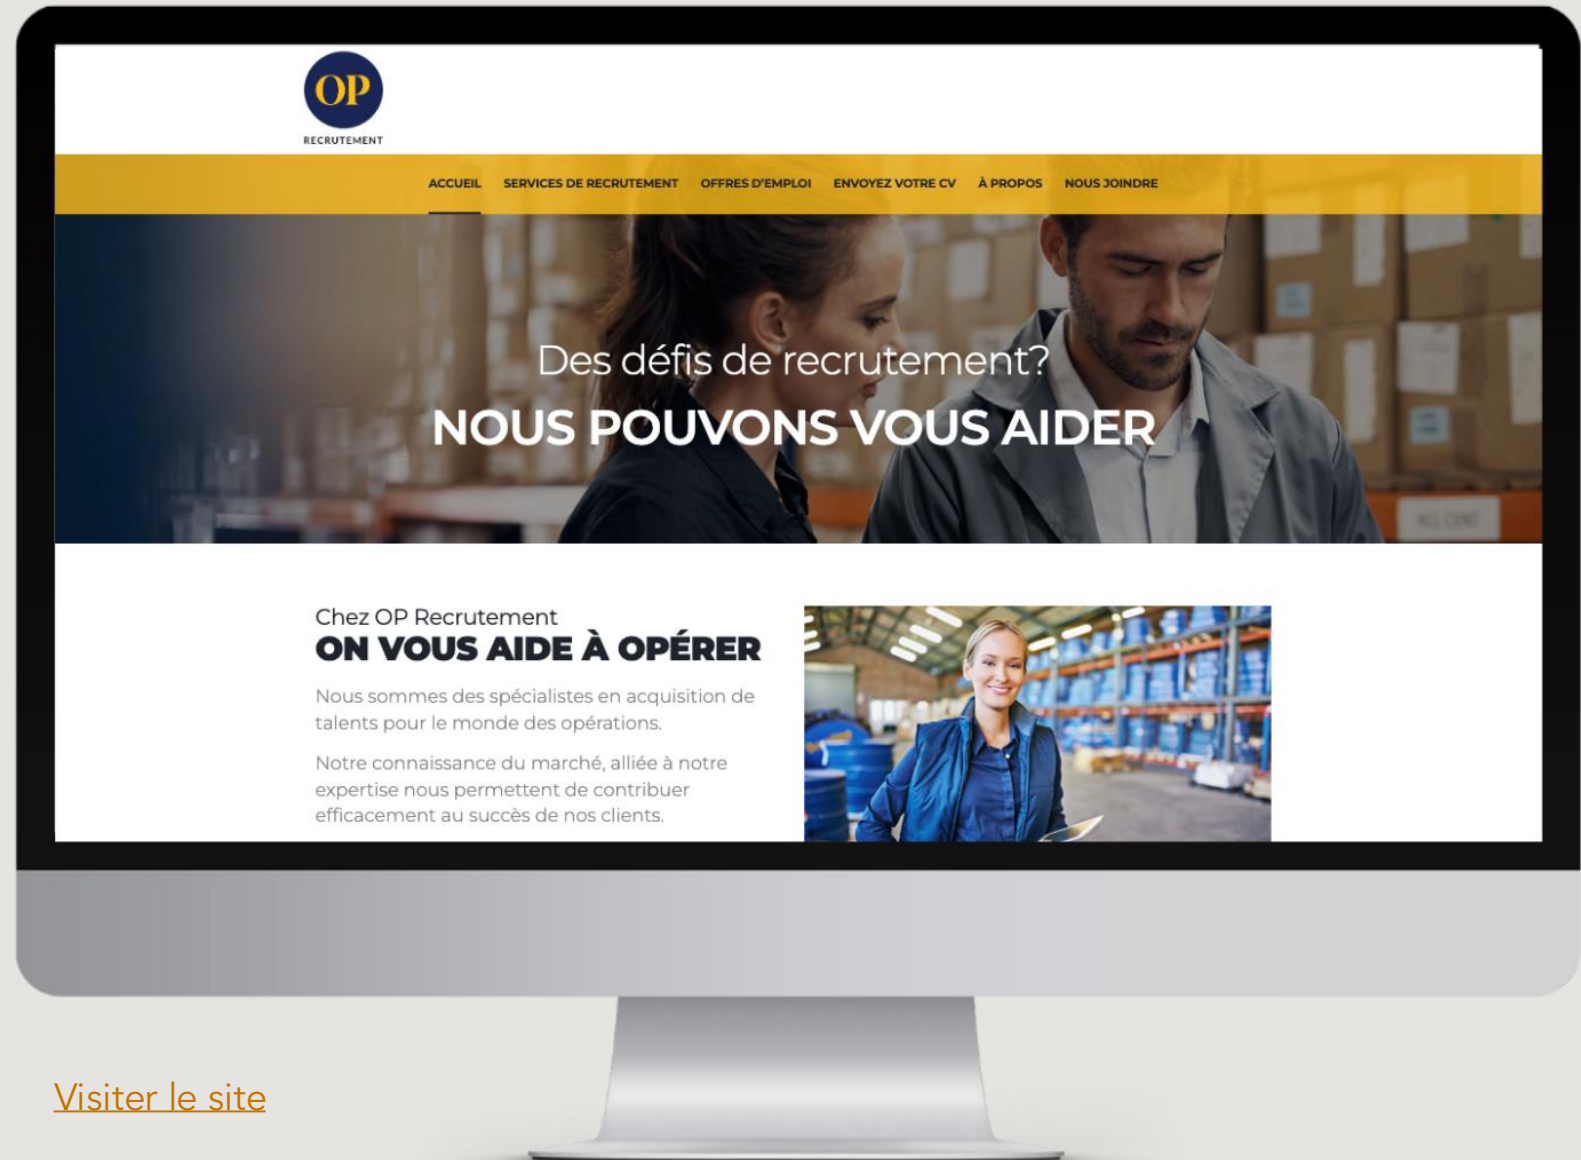 OP
RECRUTEMENT
ACCUEIL SERVICES DE RECRUTEMENT OFFRES D'EMPLOI ENVOYEZ VOTRE CV À PROPOS NOUS JOINDRE
Des défis de recrutement?
NOUS POUVONS VOUS AIDER
Chez OP Recrutement
ON VOUS AIDE À OPÉRER
Nous sommes des spécialistes en acquisition de
talents pour le monde des opérations.
Notre connaissance du marché, alliée à notre
expertise nous permettent de contribuer
efficacement au succès de nos clients.
Visiter le site